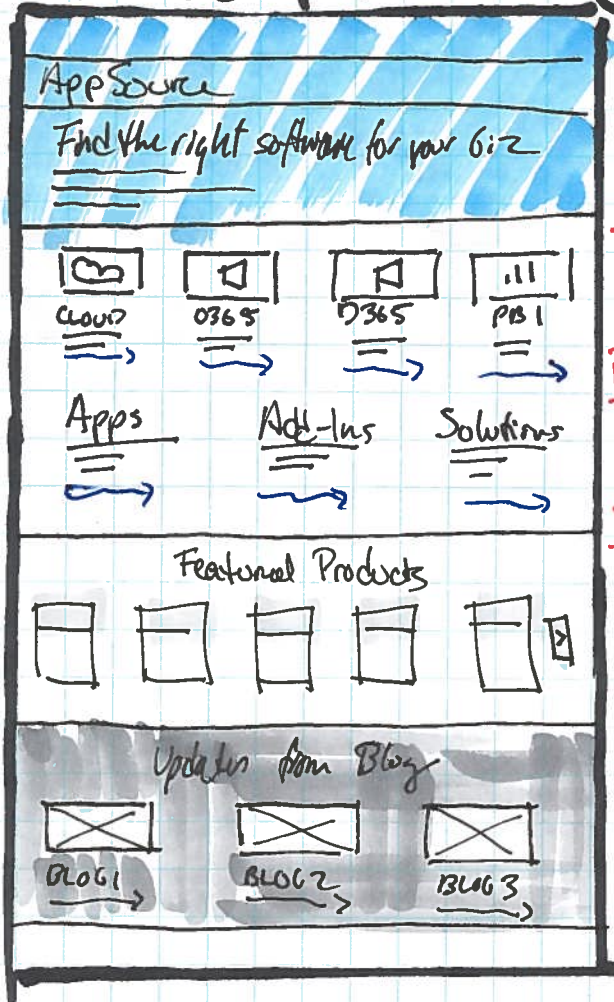 AppSource
Find the right software for your biz
CLOUD O365 D365 PBI
Apps Add-Ins Solutions
Featured Products
>
Updates from Blog
BLOG1 BLOG2 BLOG3